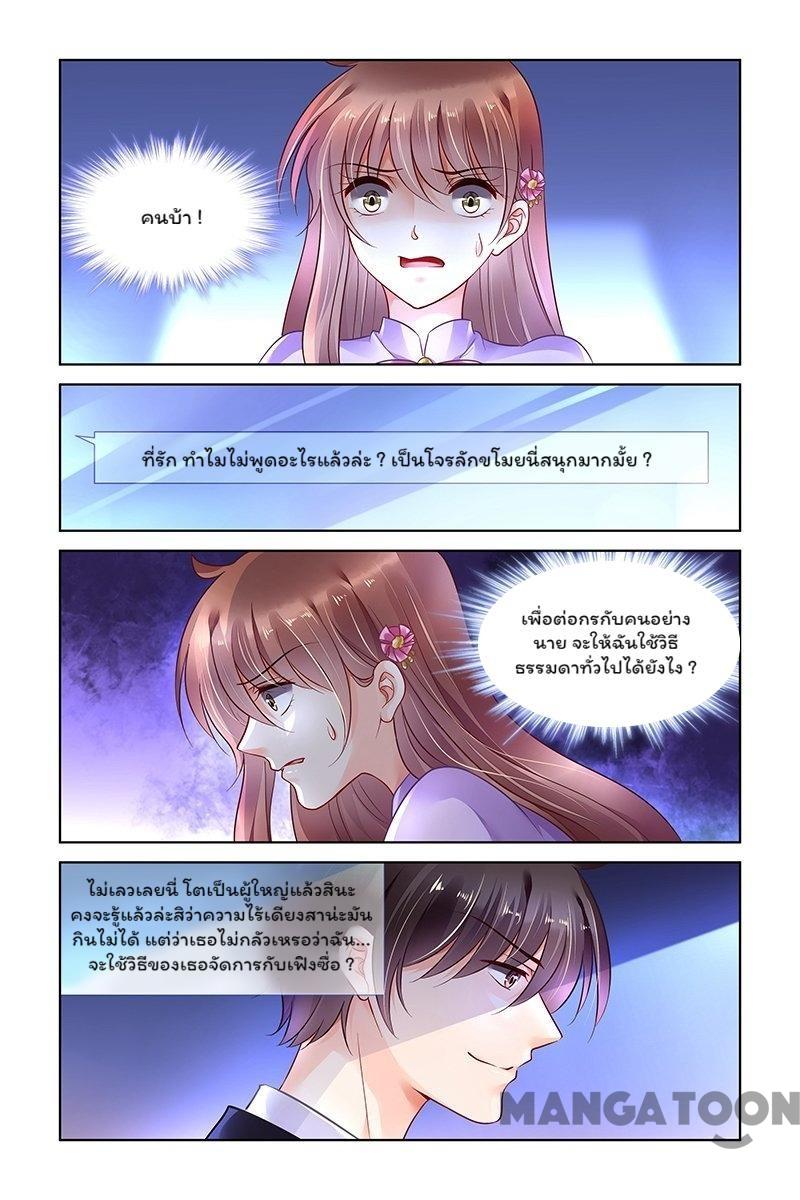 คนบ้า !
ที่รัก ทำไมไม่พูดอะไรแล้วล่ะ ? เป็นโจรลักขโมยนี่สนุกมากมั้ย ?
เพื่อต่อกรกับคนอย่าง
นาย จะให้ฉันใช้วิธี
ธรรมดาทั่วไปได้ยังไง ?
ไม่เลวเลยนี่ โตเป็นผู้ใหญ่แล้วสินะ
คงจะรู้แล้วล่ะสิว่าความไร้เดียงสาน่ะมัน
กินไม่ได้ แต่ว่าเธอไม่กลัวเหรอว่าฉัน...
จะใช้วิธีของเธอจัดการกับเฟิงซื่อ ?
MANGATOON